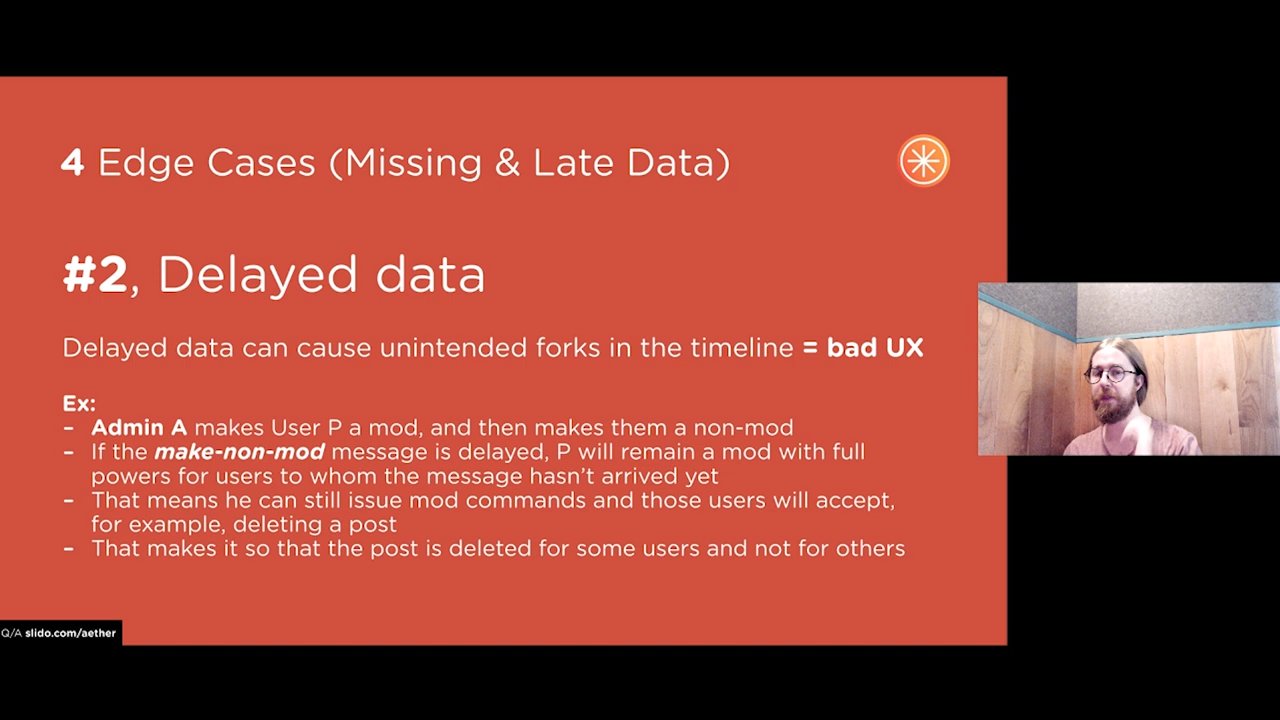 4 Edge Cases (Missing & Late Data)
#2, Delayed data
Delayed data can cause unintended forks in the timeline = bad UX
Ex:
– Admin A makes User P a mod, and then makes them a non-mod
– If the make-non-mod message is delayed, P will remain a mod with full
powers for users to whom the message hasn’t arrived yet
– That means he can still issue mod commands and those users will accept,
for example, deleting a post
– That makes it so that the post is deleted for some users and not for others
Q/A slido.com/aether